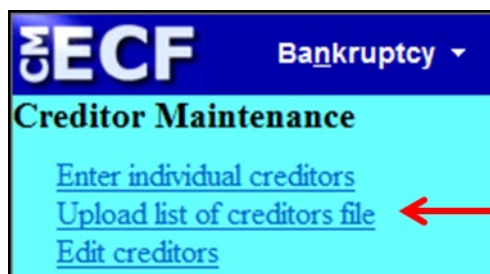 CM ECF Bankruptcy
Creditor Maintenance
Enter individual creditors
Upload list of creditors file
Edit creditors